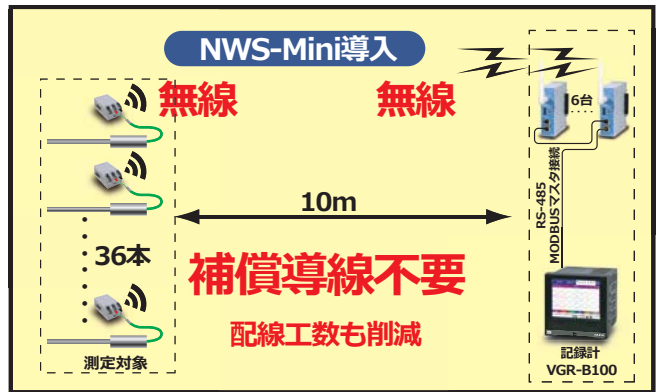 NWS-Mini導入
無線
無線
6台
RS-485
MODBUSマスタ接続
10m
36本
補償導線不要
配線工数も削減
測定対象
記録計
VGR-B100